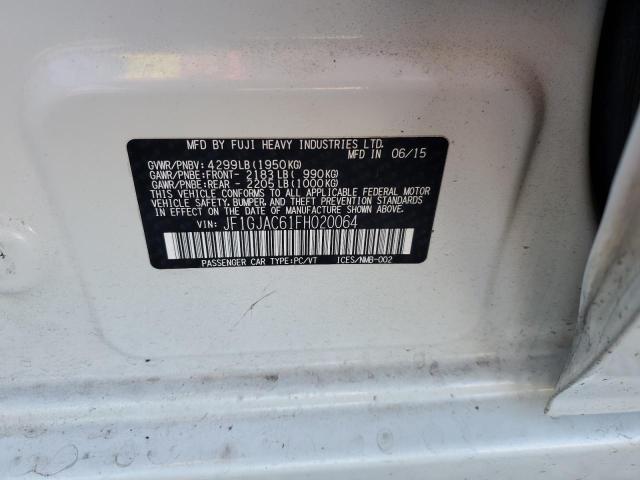 MFD BY FUJI HEAVY INDUSTRIES LTD.
MFD IN 06/15
GVWR/PNBV: 4299LB (1950KG)
GAWR/PNBE:FRONT- 2183LB ( 990KG)
GAWR/PNBE:REAR - 2205LB (1000KG)
THIS VEHICLE CONFORMS TO ALL APPLICABLE FEDERAL MOTOR
VEHICLE SAFETY, BUMPER, AND THEFT PREVENTION STANDARDS
IN EFFECT ON THE DATE OF MANUFACTURE SHOWN ABOVE.
VIN: JF1GJAC61FH020064
PASSENGER CAR TYPE:PC/VT ICES/NMB-002